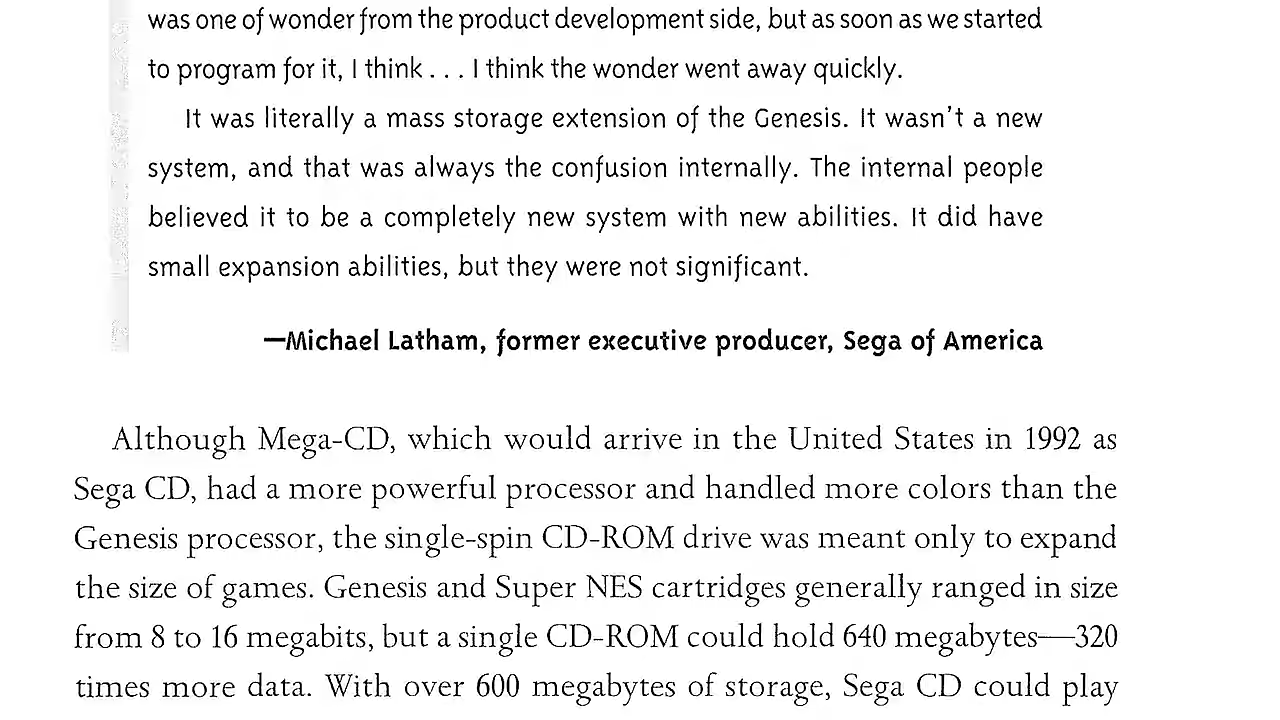 was one of wonder from the product development side, but as soon as we started
to program for it, I think . . . I think the wonder went away quickly.
It was literally a mass storage extension of the Genesis. It wasn't a new
system, and that was always the confusion internally. The internal people
believed it to be a completely new system with new abilities. It did have
small expansion abilities, but they were not significant.
—Michael Latham, former executive producer, Sega of America
Although Mega-CD, which would arrive in the United States in 1992 as
Sega CD, had a more powerful processor and handled more colors than the
Genesis processor, the single-spin CD-ROM drive was meant only to expand
the size of games. Genesis and Super NES cartridges generally ranged in size
from 8 to 16 megabits, but a single CD-ROM could hold 640 megabytes—320
times more data. With over 600 megabytes of storage, Sega CD could play